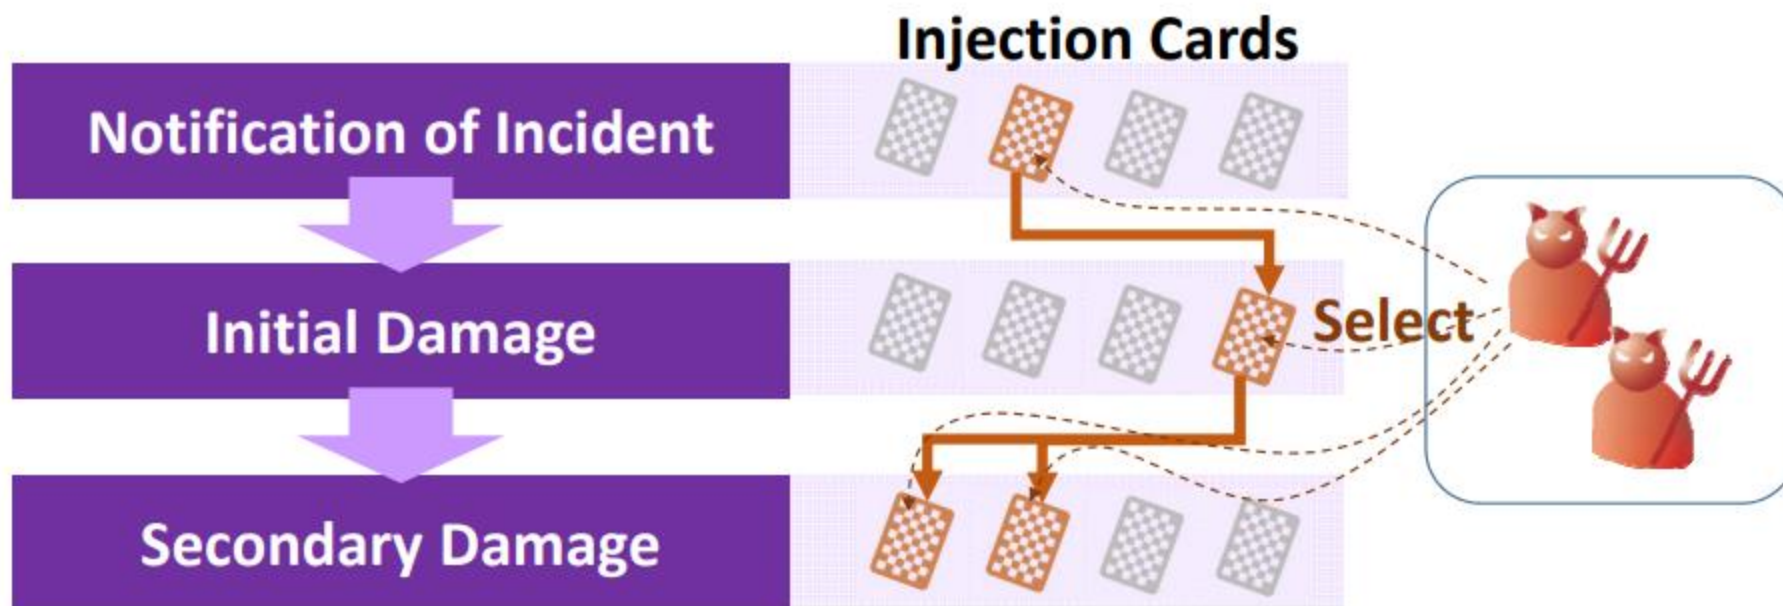 Injection Cards
Notification of Incident
Initial Damage
Select
Secondary Damage